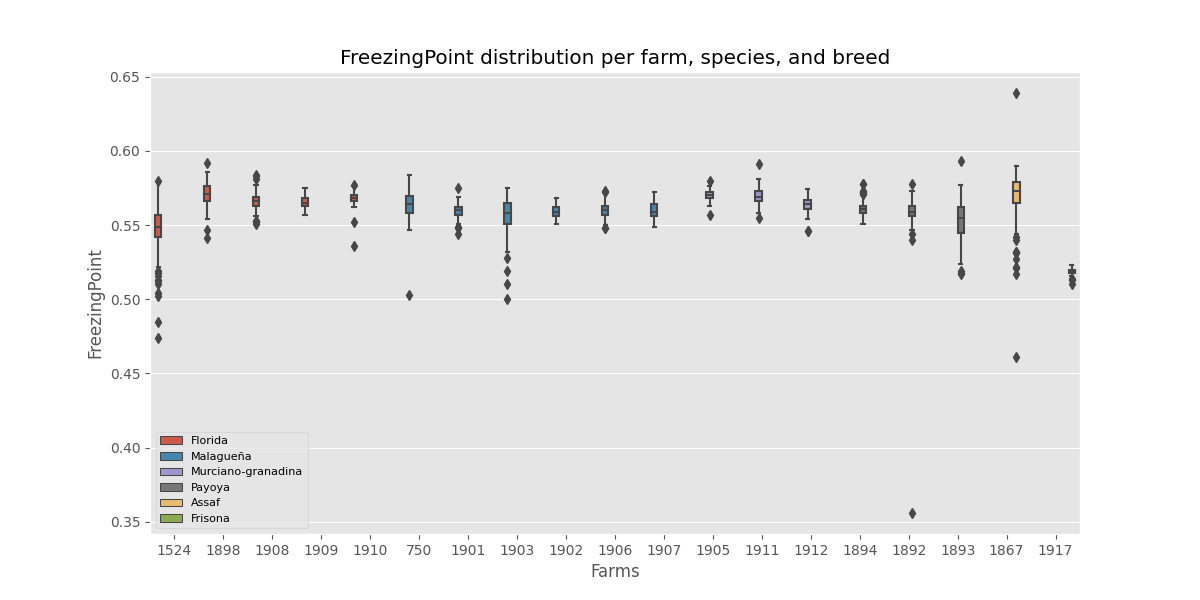 FreezingPoint distribution per farm, species, and breed
0.65
0.60
0.55
0.50
0.45
0.40
0.35
FreezingPoint
Florida
Malagueña
Murciano-granadina
Payoya
Assaf
Frisona
1524 1898 1908 1909 1910 750 1901 1903 1902 1906 1907 1905 1911 1912 1894 1892 1893 1867 1917
Farms